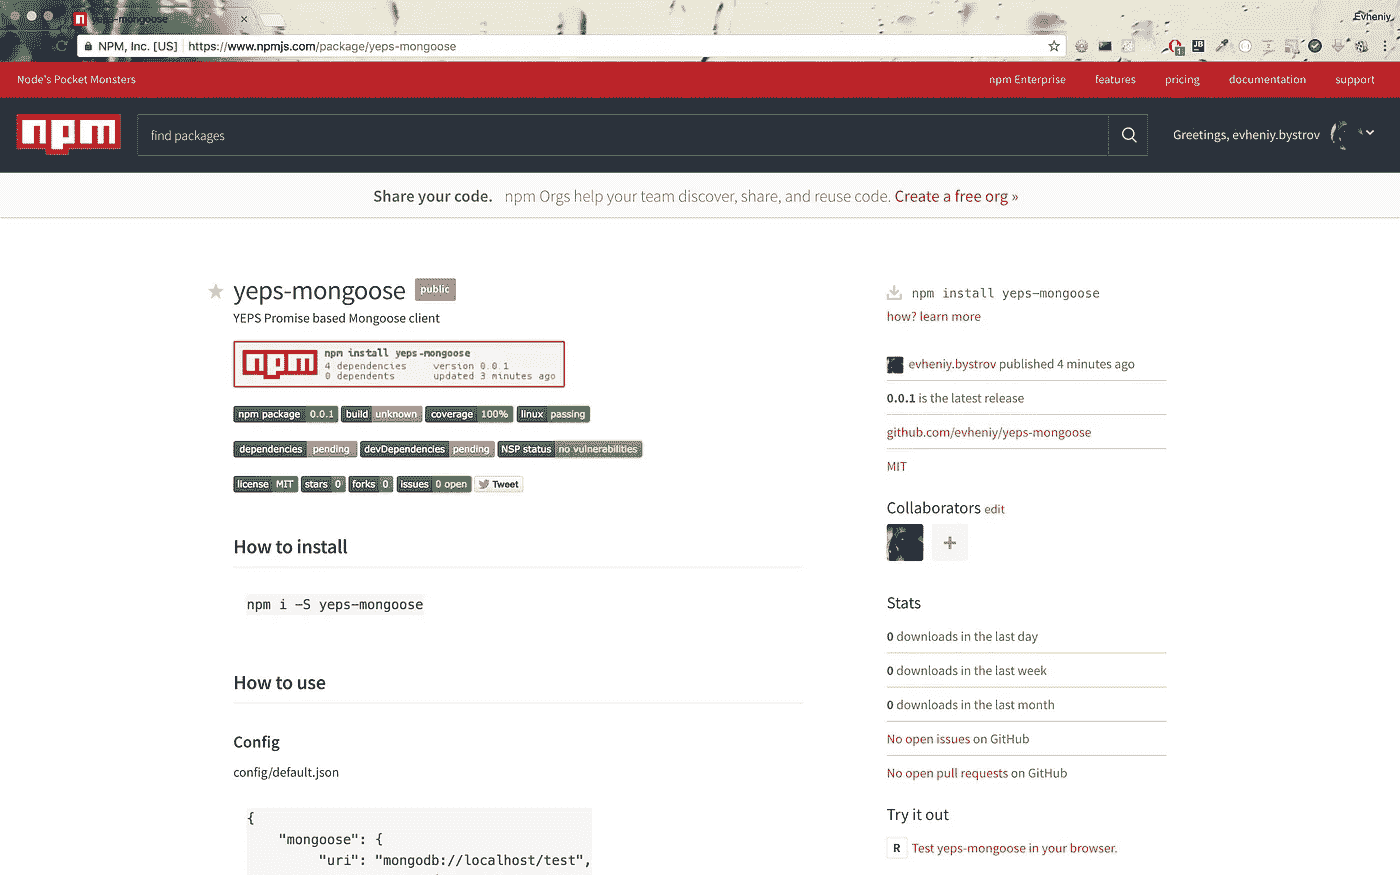 yeps-mongoose
Evheniy
NPM, Inc. [US] https://www.npmjs.com/package/yeps-mongoose
JB
1
Node's Pocket Monsters
npm Enterprise features pricing documentation support
npm
find packages
Greetings, evheniy.bystrov
Share your code. npm Orgs help your team discover, share, and reuse code. Create a free org »
yeps-mongoose public
YEPS Promise based Mongoose client
npm
npm install yeps-mongoose
4 dependencies version 0.0.1
0 dependents updated 3 minutes ago
npm package 0.0.1 build unknown coverage 100% linux passing
dependencies pending devDependencies pending NSP status no vulnerabilities
license MIT stars 0 forks 0 issues 0 open Tweet
How to install
npm i -S yeps-mongoose
How to use
Config
config/default.json
{
"mongoose": {
"uri": "mongodb://localhost/test",
npm install yeps-mongoose
how? learn more
evheniy.bystrov published 4 minutes ago
0.0.1 is the latest release
github.com/evheniy/yeps-mongoose
MIT
Collaborators edit
+
Stats
0 downloads in the last day
0 downloads in the last week
0 downloads in the last month
No open issues on GitHub
No open pull requests on GitHub
Try it out
R Test yeps-mongoose in your browser.